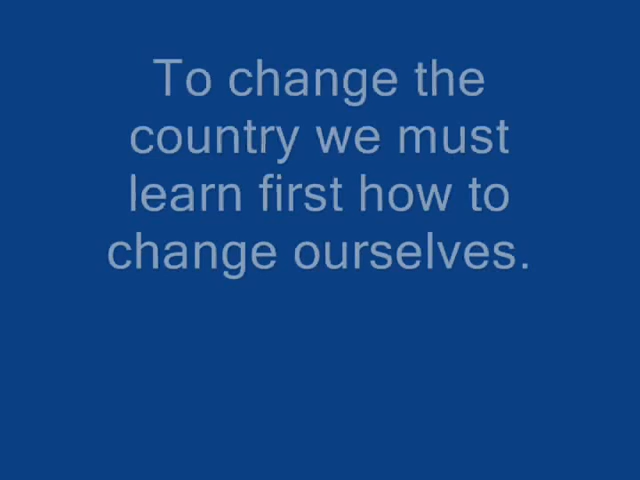 To change the
country we must
learn first how to
change ourselves.